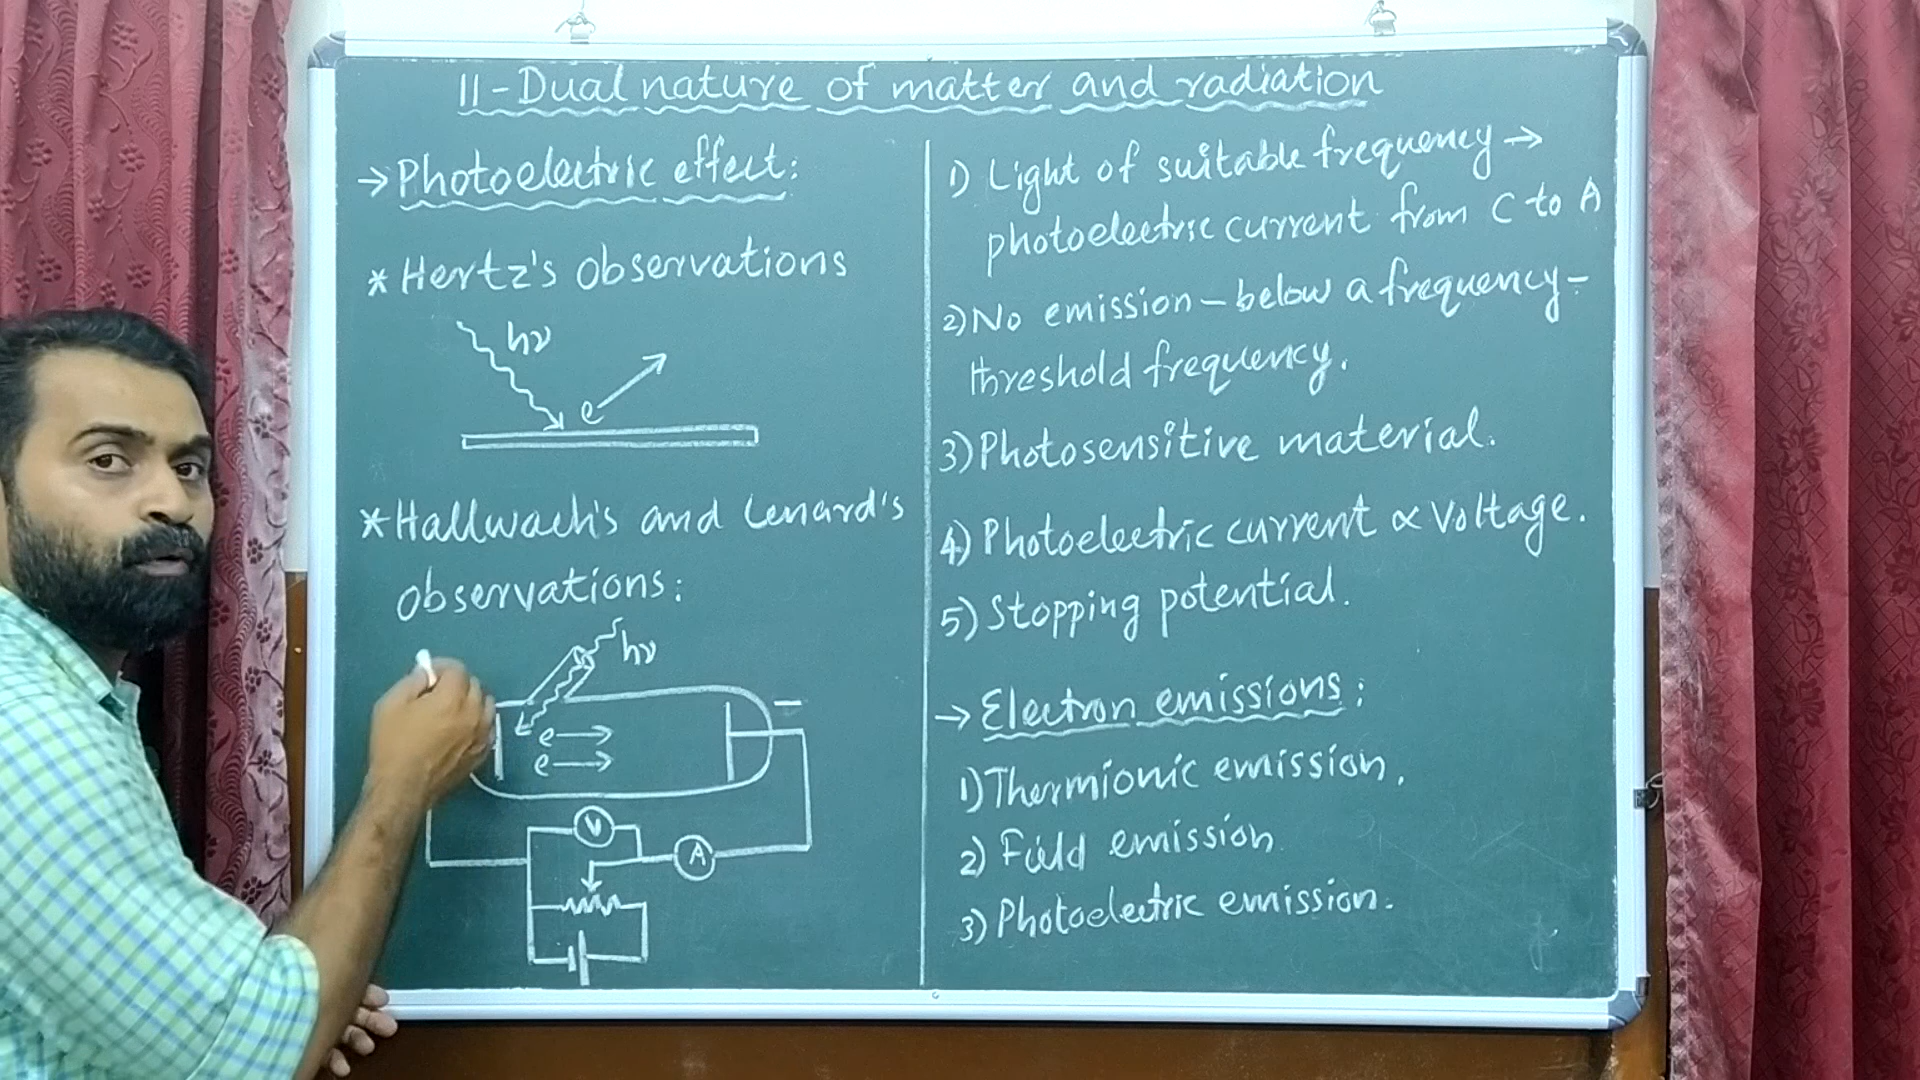 11-Dual nature of matter and radiation
→Photoelectric effect:
*Hertz's observations
hν
e
*Hallwach's and Lenard's
observations:
hν
−
e→
e→
V
A
1) Light of suitable frequency→
photoelectric current from C to A
2)No emission-below a frequency-
threshold frequency.
3)Photosensitive material.
4)Photoelectric current ∝ Voltage.
5)Stopping potential.
→Electron emissions:
1)Thermionic emission.
2) Field emission
3)Photoelectric emission.